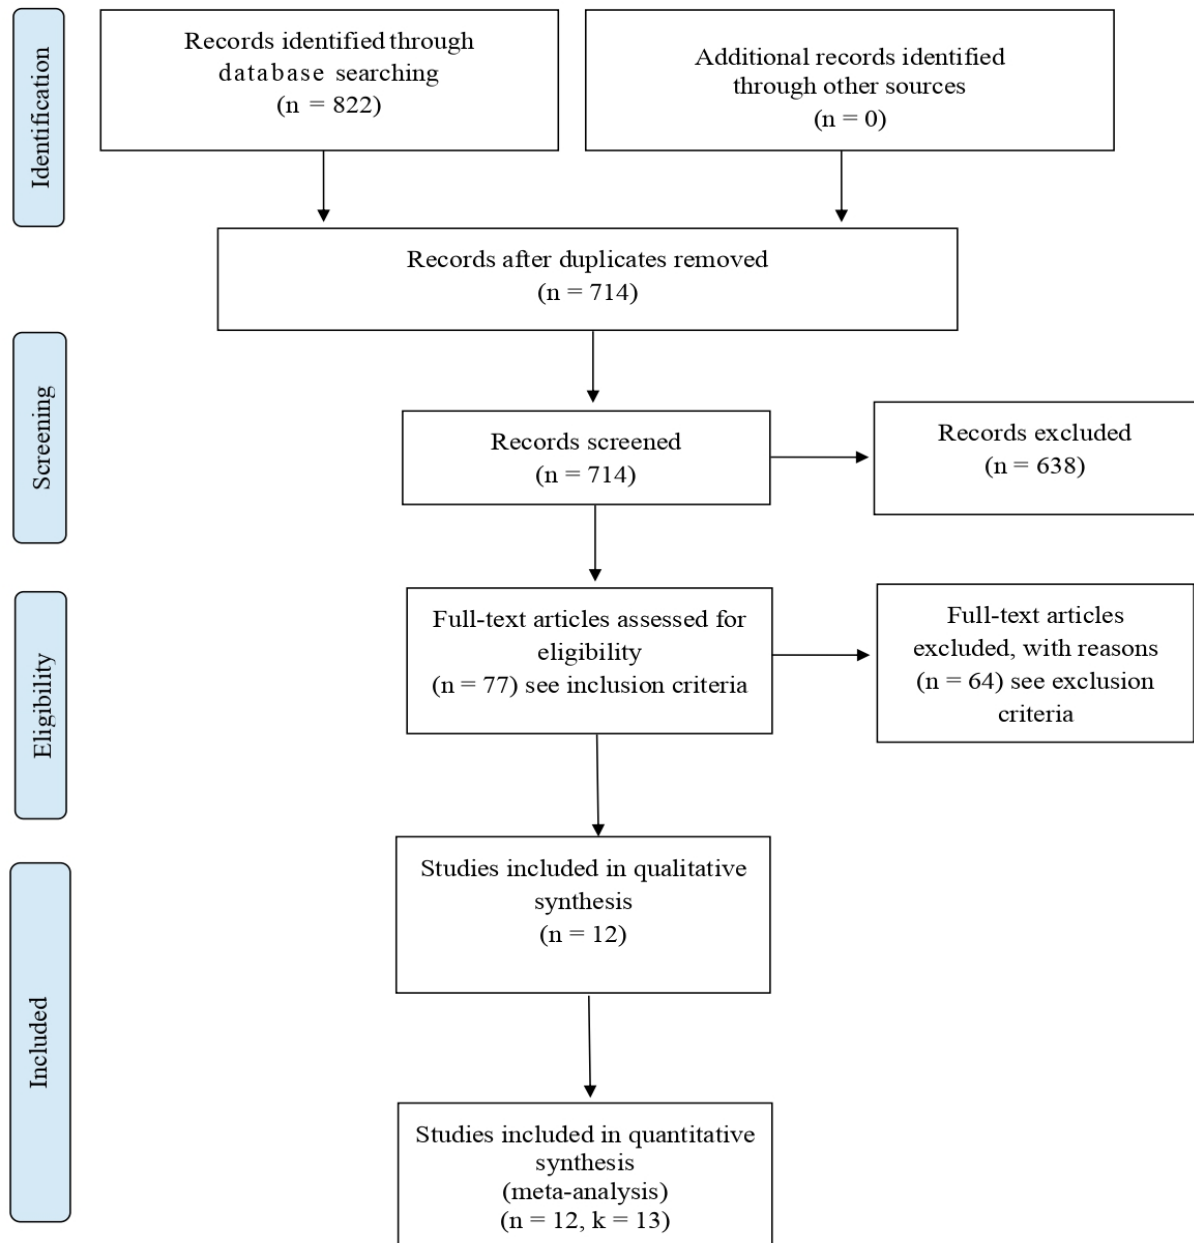 Identification
Records identified through
database searching
(n = 822)
Additional records identified
through other sources
(n = 0)
Records after duplicates removed
(n = 714)
Screening
Records screened
(n = 714)
Records excluded
(n = 638)
Eligibility
Full-text articles assessed for
eligibility
(n = 77) see inclusion criteria
Full-text articles
excluded, with reasons
(n = 64) see exclusion
criteria
Included
Studies included in qualitative
synthesis
(n = 12)
Studies included in quantitative
synthesis
(meta-analysis)
(n = 12, k = 13)